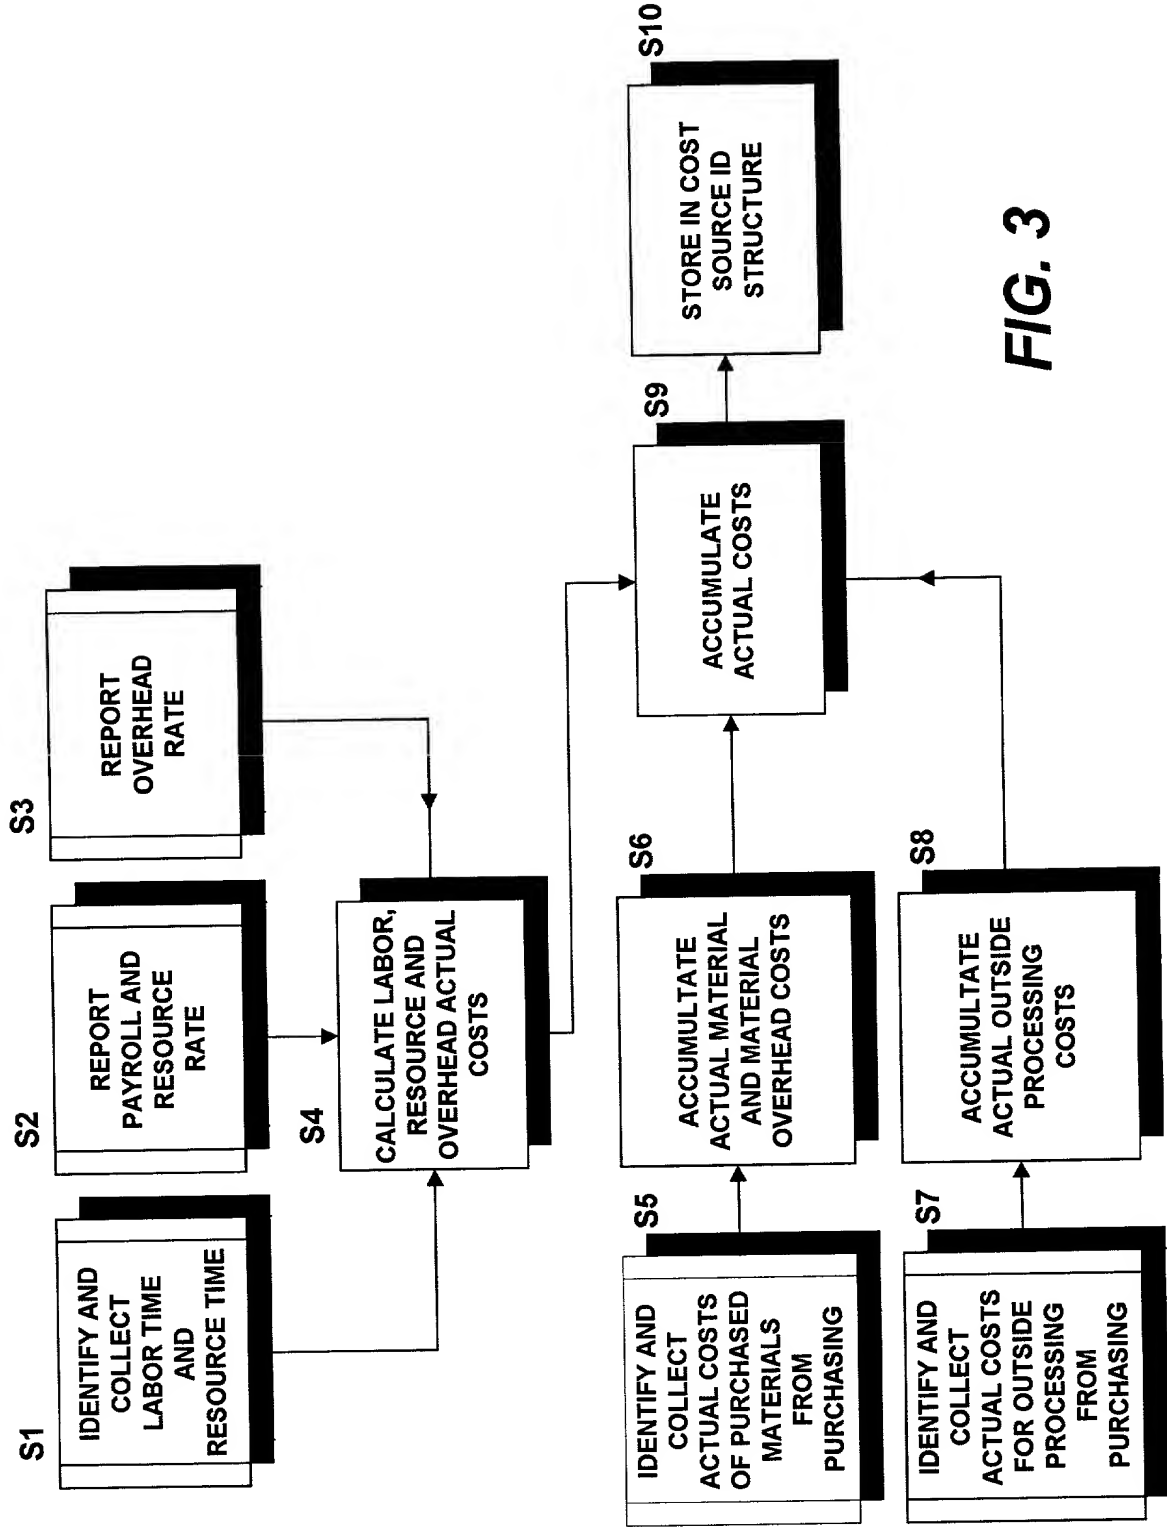 S1
IDENTIFY AND
COLLECT
LABOR TIME
AND
RESOURCE TIME
S2
REPORT
PAYROLL AND
RESOURCE
RATE
S3
REPORT
OVERHEAD
RATE
S4
CALCULATE LABOR,
RESOURCE AND
OVERHEAD ACTUAL
COSTS
S5
IDENTIFY AND
COLLECT
ACTUAL COSTS
OF PURCHASED
MATERIALS
FROM
PURCHASING
S6
ACCUMULTATE
ACTUAL MATERIAL
AND MATERIAL
OVERHEAD COSTS
S7
IDENTIFY AND
COLLECT
ACTUAL COSTS
FOR OUTSIDE
PROCESSING
FROM
PURCHASING
S8
ACCUMULTATE
ACTUAL OUTSIDE
PROCESSING
COSTS
S9
ACCUMULATE
ACTUAL COSTS
S10
STORE IN COST
SOURCE ID
STRUCTURE
FIG. 3